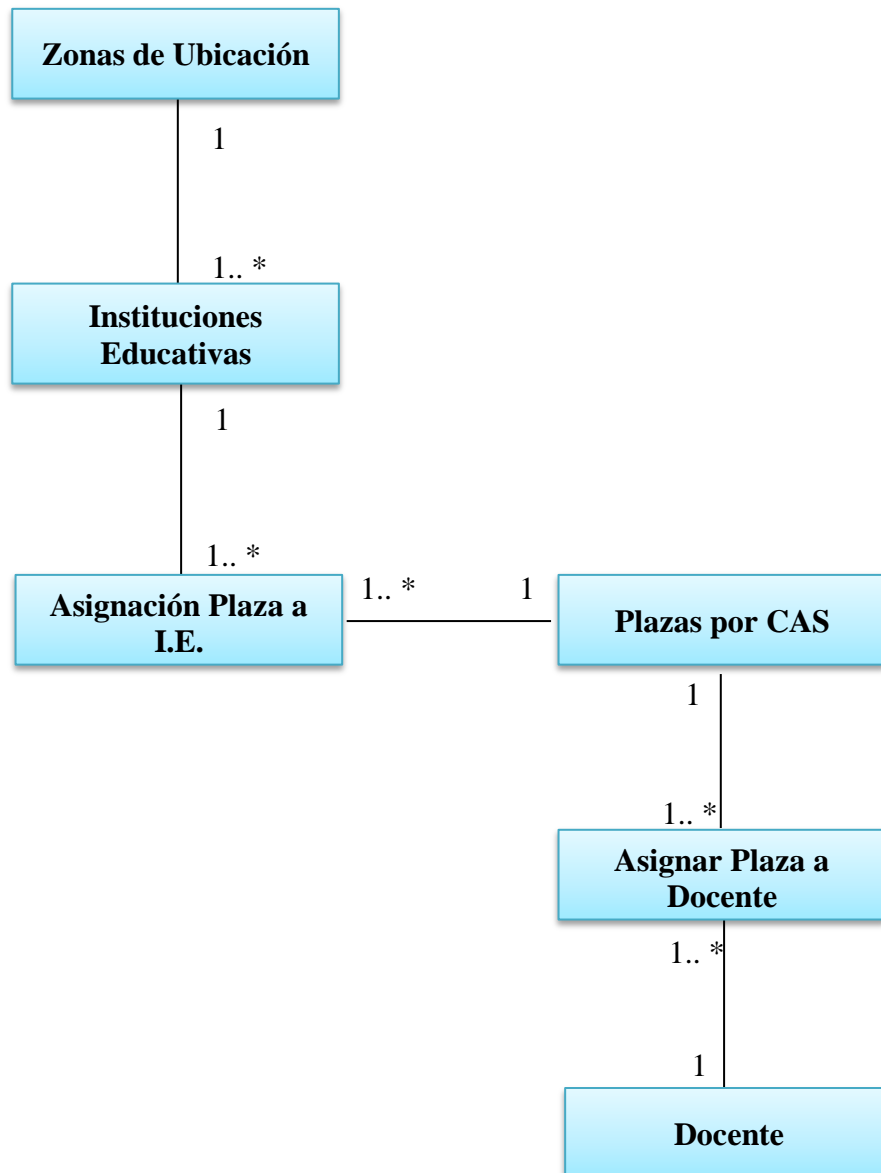 Zonas de Ubicación
1
1.. *
Instituciones
Educativas
1
1.. *
Asignación Plaza a
I.E.
1.. *
1
Plazas por CAS
1
1.. *
Asignar Plaza a
Docente
1.. *
1
Docente